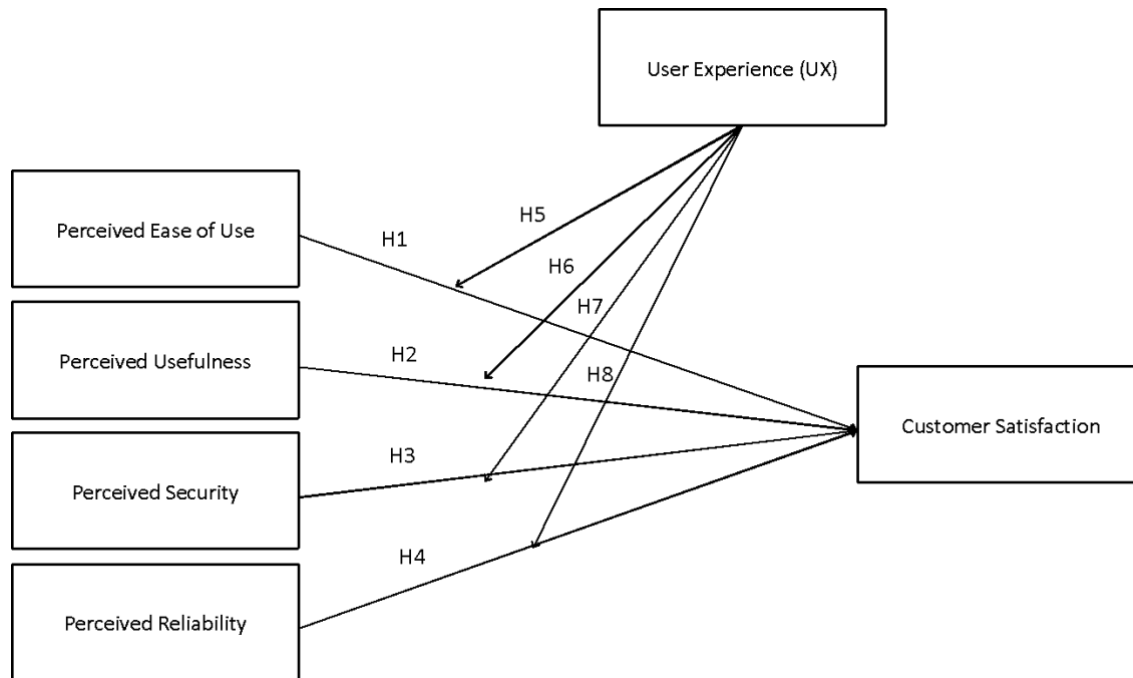 User Experience (UX)
Perceived Ease of Use
H1
H5
H6
H7
Perceived Usefulness
H2
H8
Customer Satisfaction
Perceived Security
H3
H4
Perceived Reliability